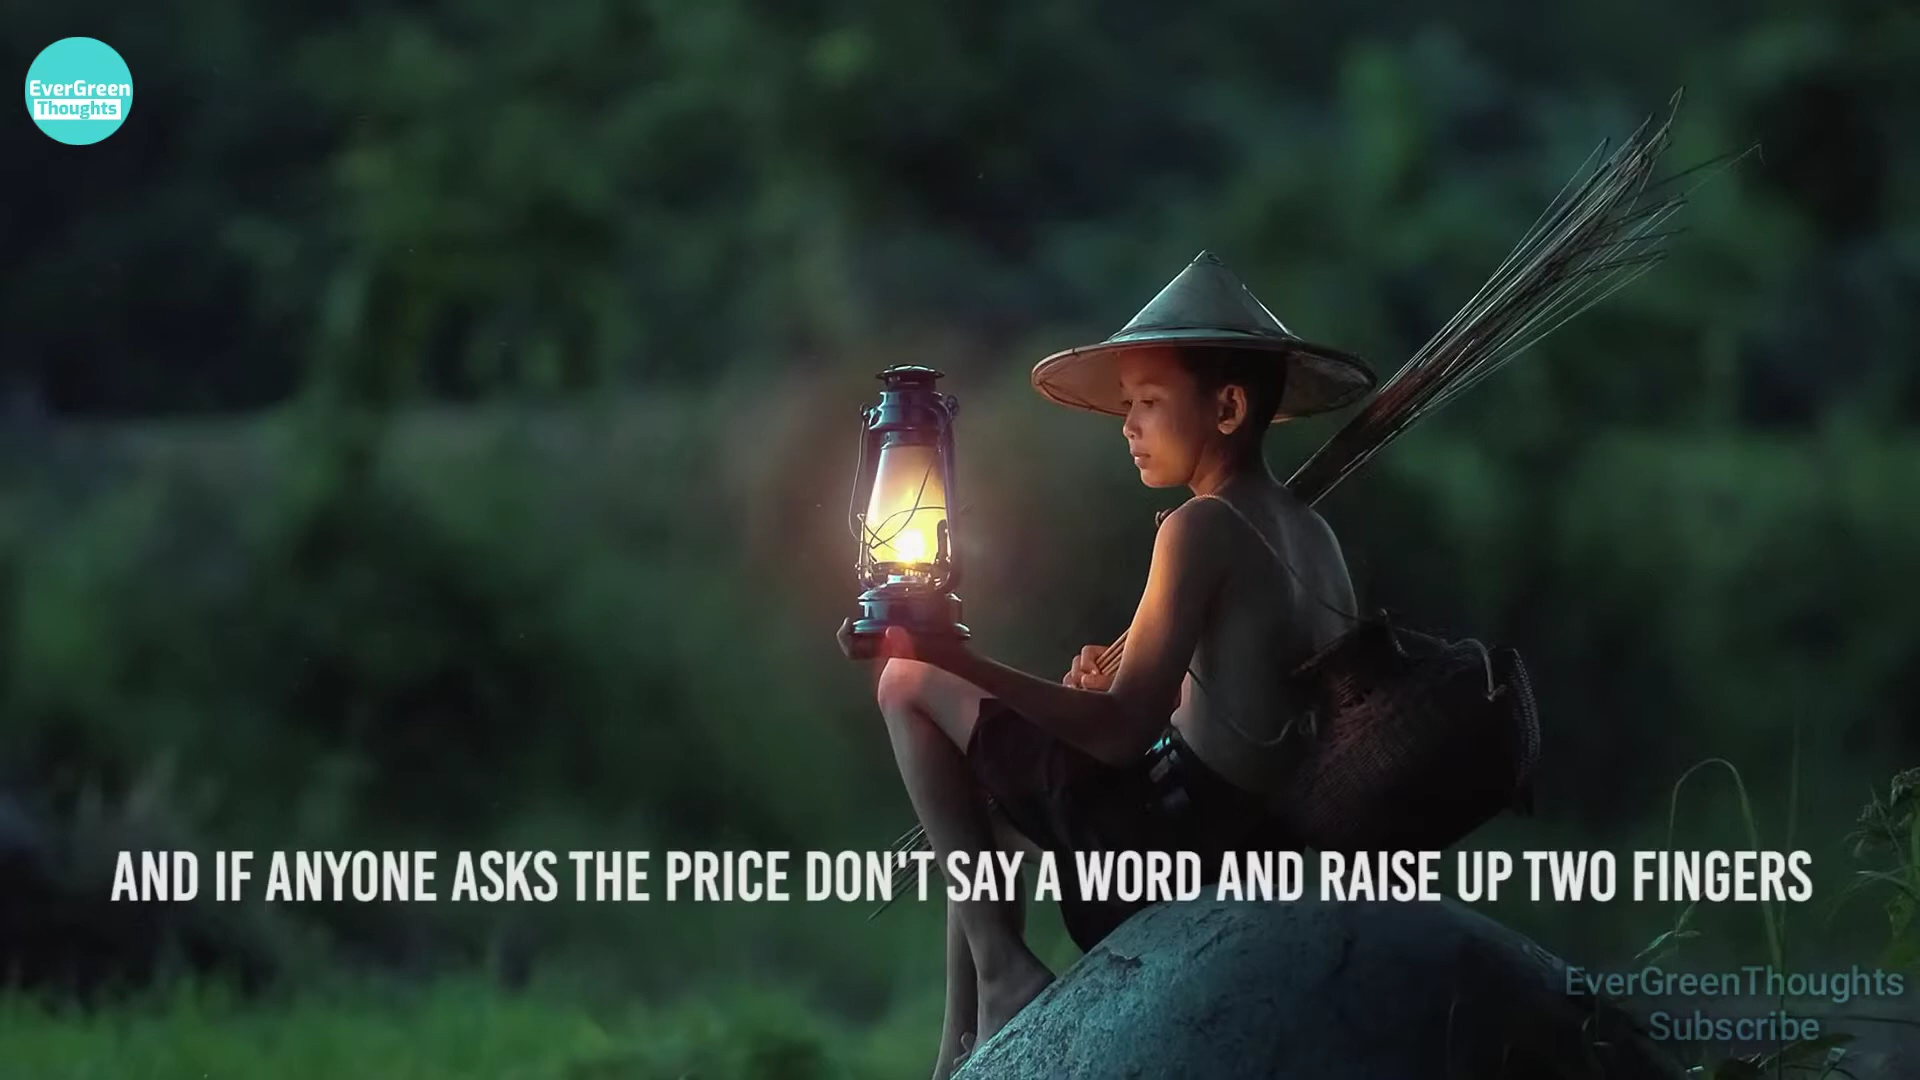 EverGreen
Thoughts
AND IF ANYONE ASKS THE PRICE DON'T SAY A WORD AND RAISE UP TWO FINGERS
EverGreenThoughts
Subscribe